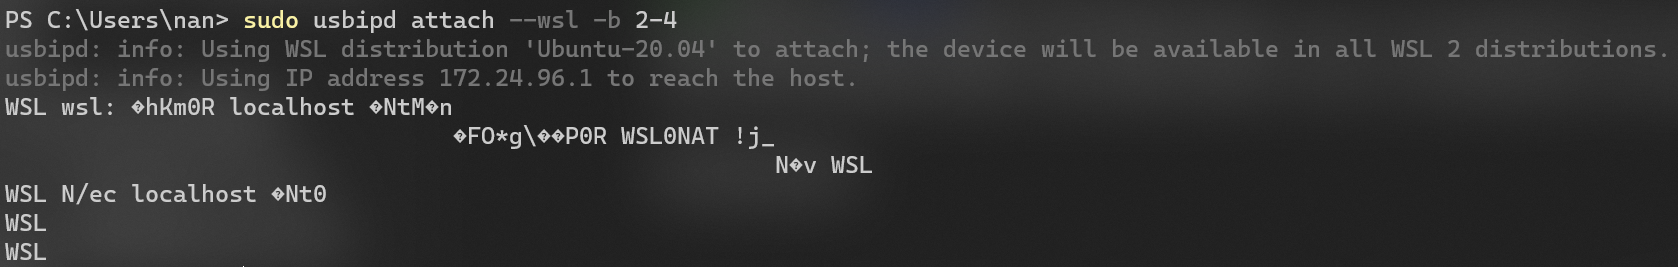 PS C:\Users\nan> sudo usbipd attach --wsl -b 2-4
usbipd: info: Using WSL distribution 'Ubuntu-20.04' to attach; the device will be available in all WSL 2 distributions.
usbipd: info: Using IP address 172.24.96.1 to reach the host.
WSL wsl: �hKm0R localhost �NtM�n
�FO*g\��P0R WSL0NAT !j_
N�v WSL
WSL N/ec localhost �Nt0
WSL
WSL